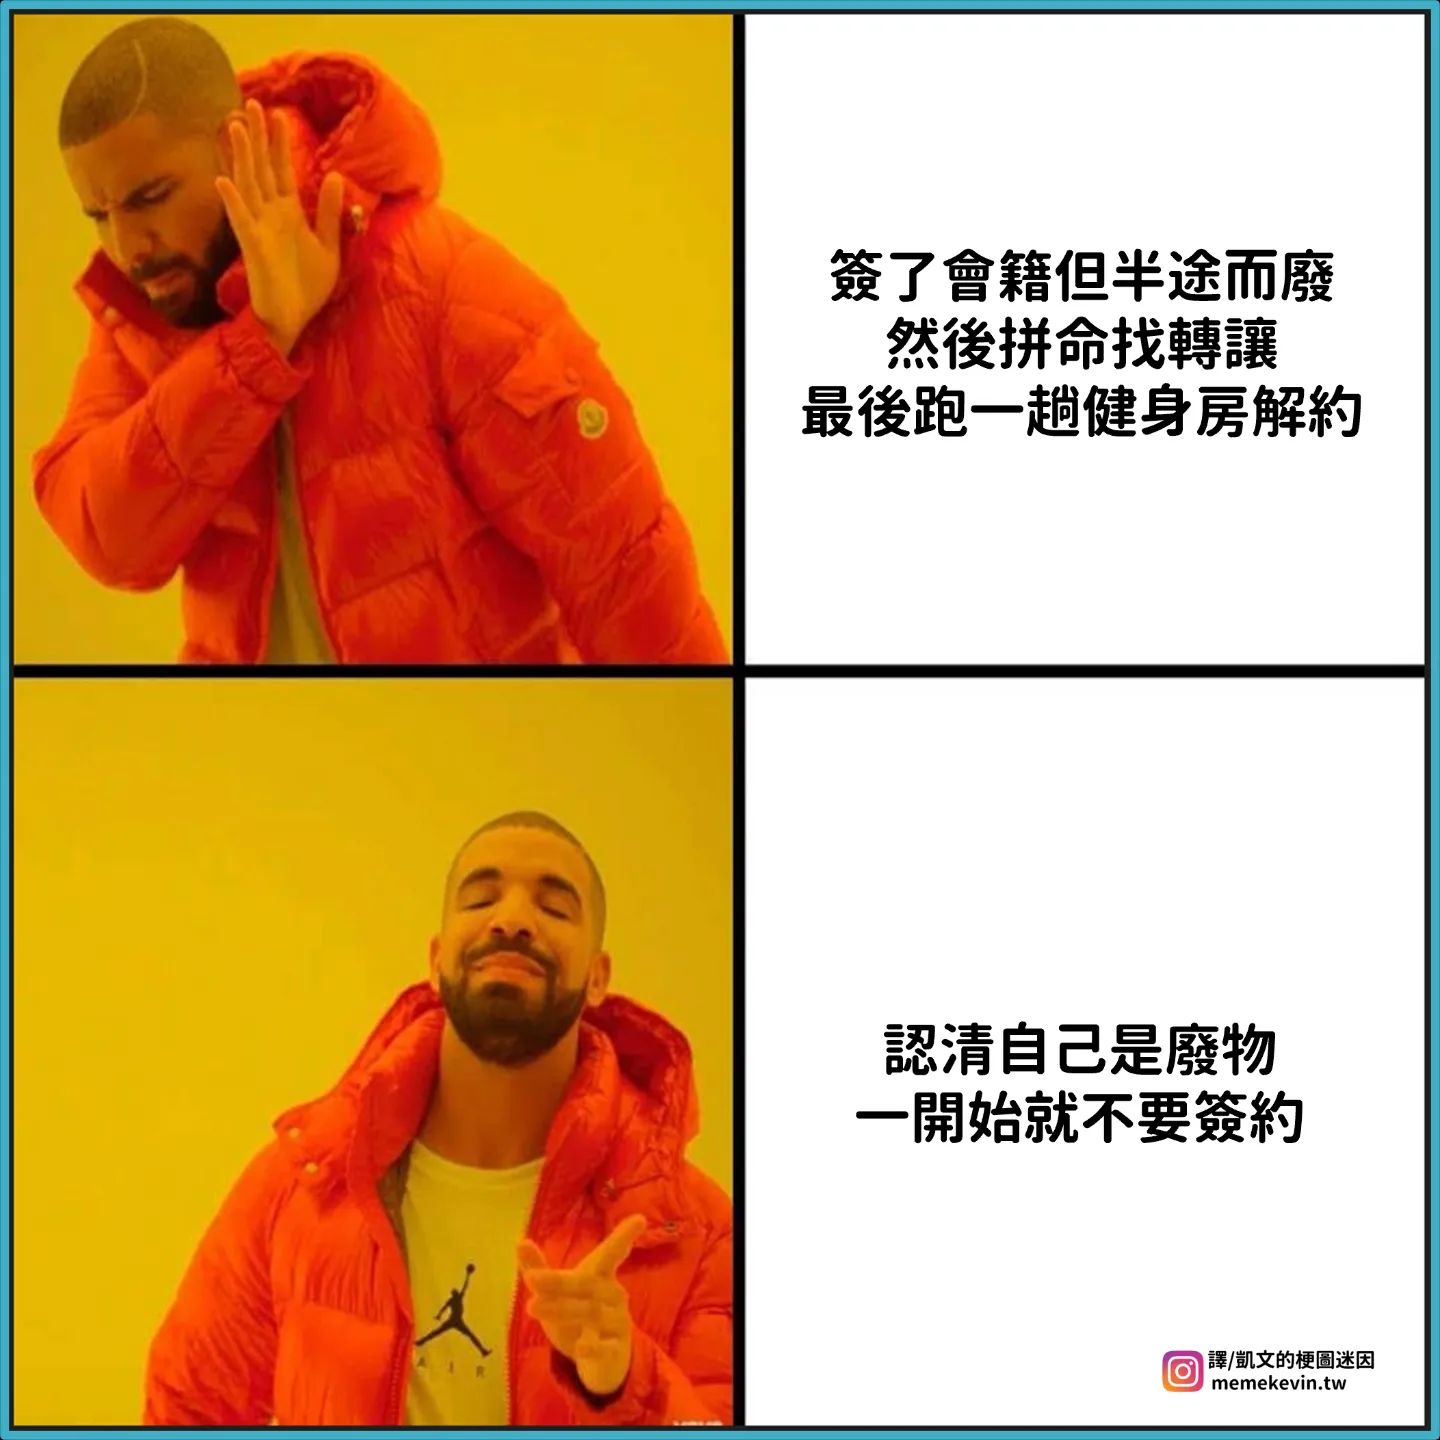 簽了會籍但半途而廢
然後拼命找轉讓
最後跑一趟健身房解約
認清自己是廢物
一開始就不要簽約
AIR
譯/凱文的梗圖迷因
memekevin.tw